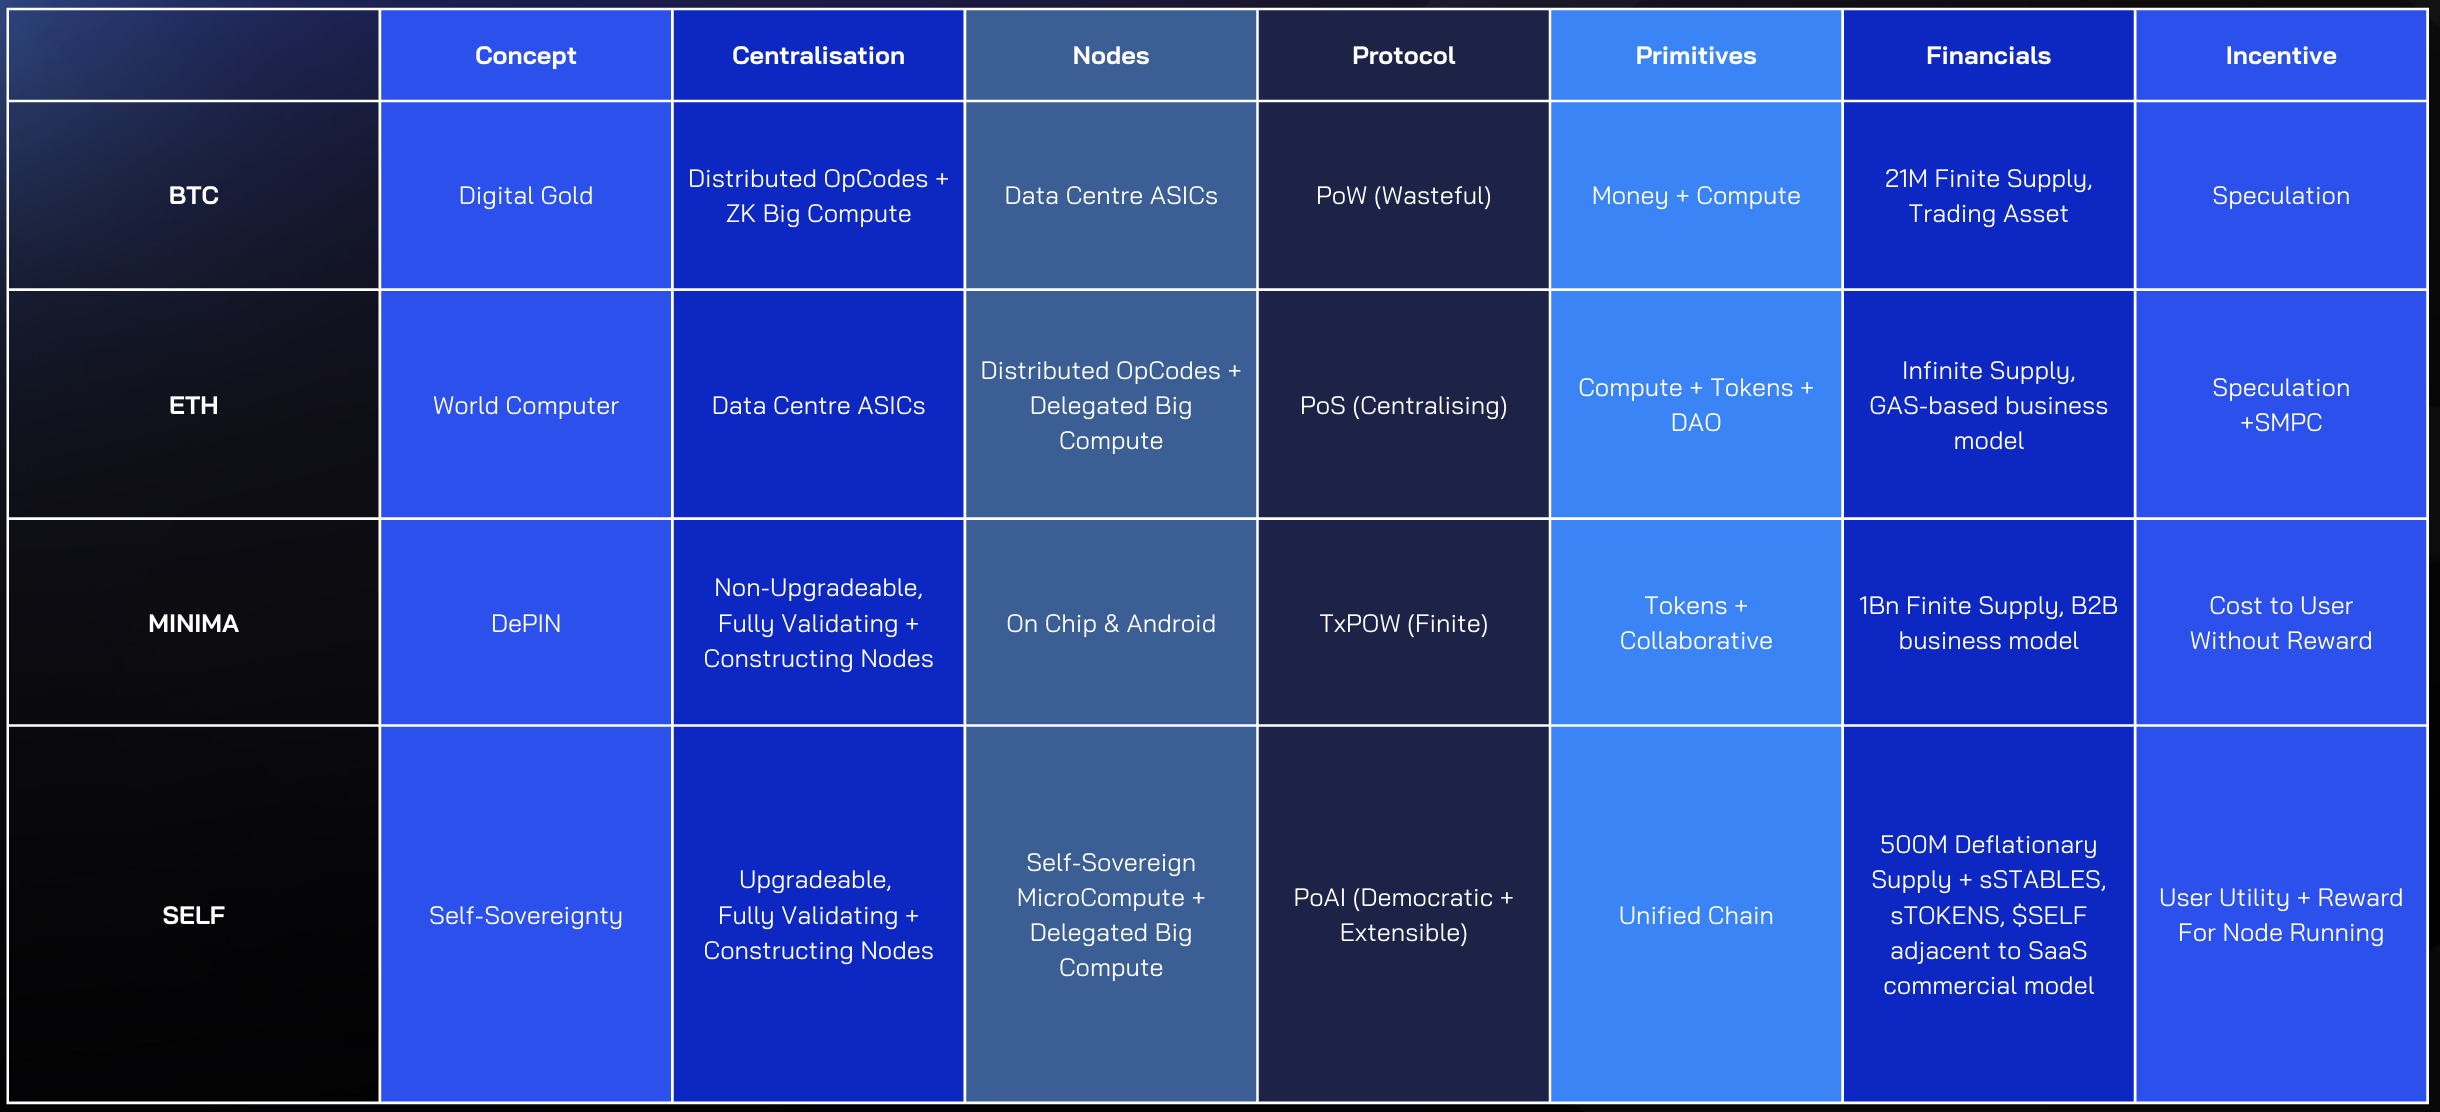 Concept
Centralisation
Nodes
Protocol
Primitives
Financials
Incentive
BTC
Digital Gold
Distributed OpCodes +
ZK Big Compute
Data Centre ASICs
PoW (Wasteful)
Money + Compute
21M Finite Supply,
Trading Asset
Speculation
ETH
World Computer
Data Centre ASICs
Distributed OpCodes +
Delegated Big
Compute
PoS (Centralising)
Compute + Tokens +
DAO
Infinite Supply,
GAS-based business
model
Speculation
+SMPC
MINIMA
DePIN
Non-Upgradeable,
Fully Validating +
Constructing Nodes
On Chip & Android
TxPOW (Finite)
Tokens +
Collaborative
1Bn Finite Supply, B2B
business model
Cost to User
Without Reward
SELF
Self-Sovereignty
Upgradeable,
Fully Validating +
Constructing Nodes
Self-Sovereign
MicroCompute +
Delegated Big
Compute
PoAI (Democratic +
Extensible)
Unified Chain
500M Deflationary
Supply + sSTABLES,
sTOKENS, $SELF
adjacent to SaaS
commercial model
User Utility + Reward
For Node Running